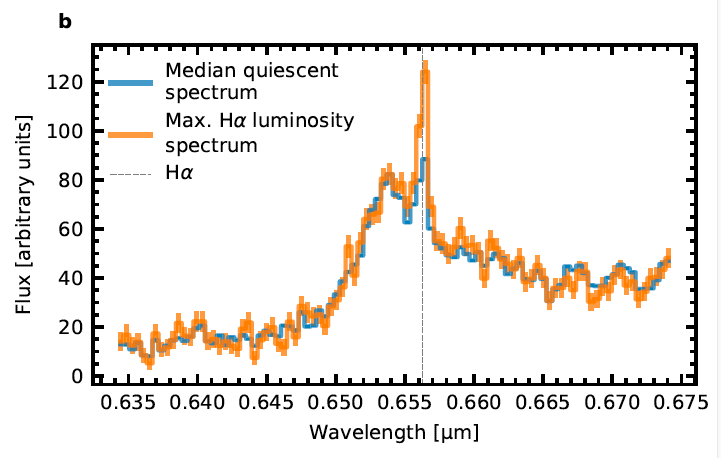 b
Median quiescent
spectrum
Max. Hα luminosity
spectrum
Hα
Flux [arbitrary units]
120
100
80
60
40
20
0
0.635 0.640 0.645 0.650 0.655 0.660 0.665 0.670 0.675
Wavelength [µm]